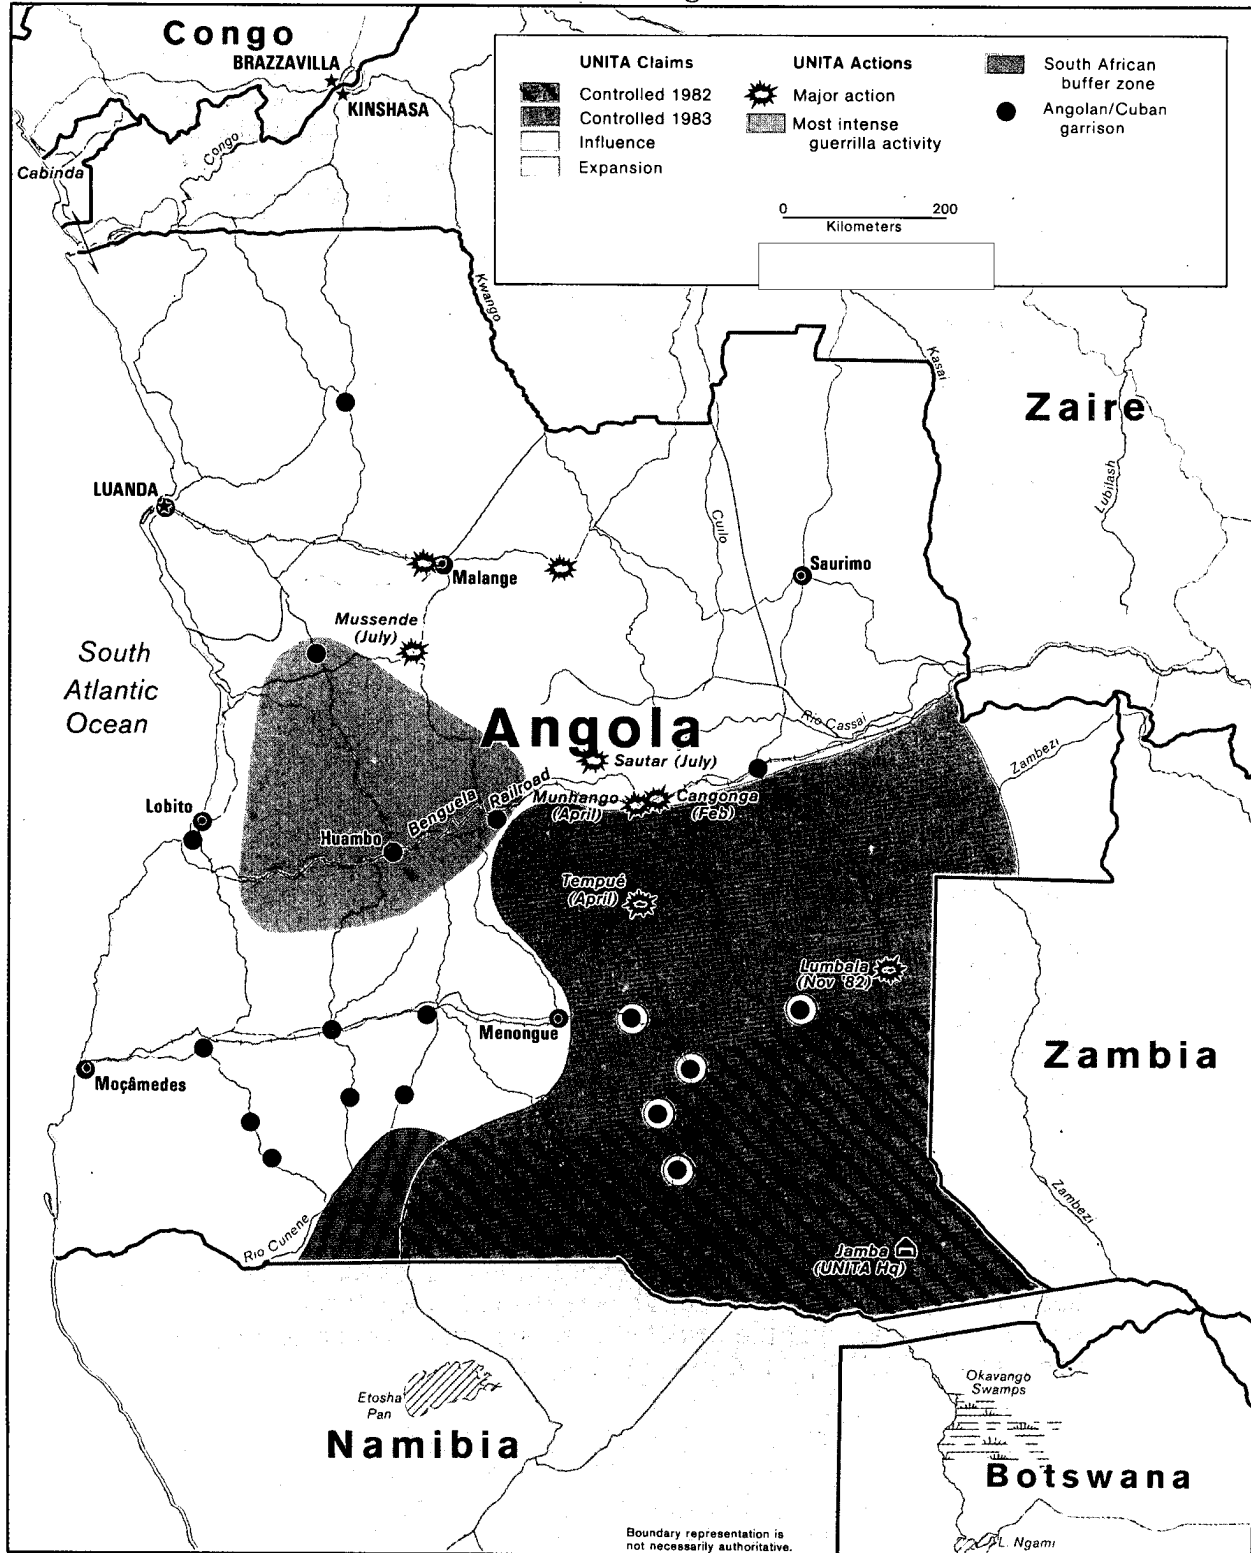 Congo
BRAZZAVILLA
KINSHASA
Congo
Cabinda
UNITA Claims
Controlled 1982
Controlled 1983
Influence
Expansion
UNITA Actions
Major action
Most intense
guerrilla activity
South African
buffer zone
Angolan/Cuban
garrison
0 200
Kilometers
Kwango
Kasai
Zaire
Lubilash
LUANDA
Cuilo
Malange
Saurimo
Mussende
(July)
South
Atlantic
Ocean
Angola
Rio Cassai
Zambezi
Sautar (July)
Munhango
(April)
Cangonga
(Feb)
Lobito
Benguela Railroad
Huambo
Tempué
(April)
Lumbala
(Nov '82)
Menongue
Moçâmedes
Zambia
Zambezi
Rio Cunene
Jamba
(UNITA Hq)
Etosha
Pan
Namibia
Okavango
Swamps
Botswana
L. Ngami
Boundary representation is
not necessarily authoritative.